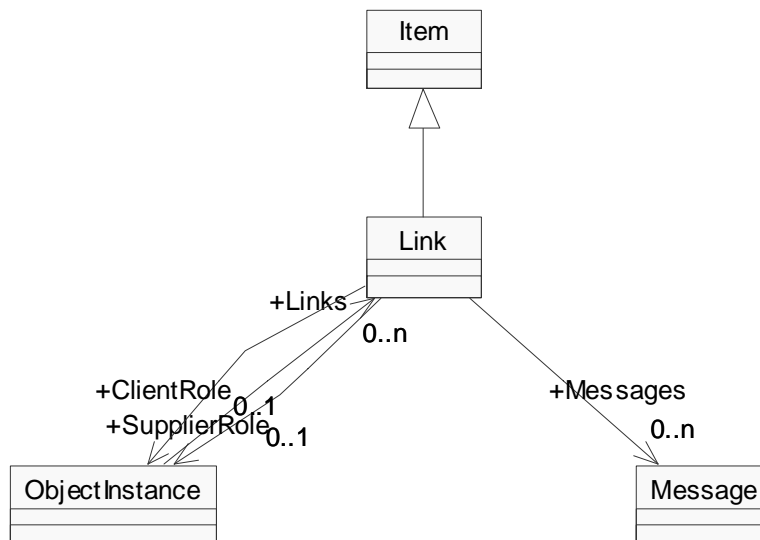 Item
Link
+Links
0..n
+ClientRole
+Messages
0..1
+SupplierRole
0..1
0..n
ObjectInstance
Message